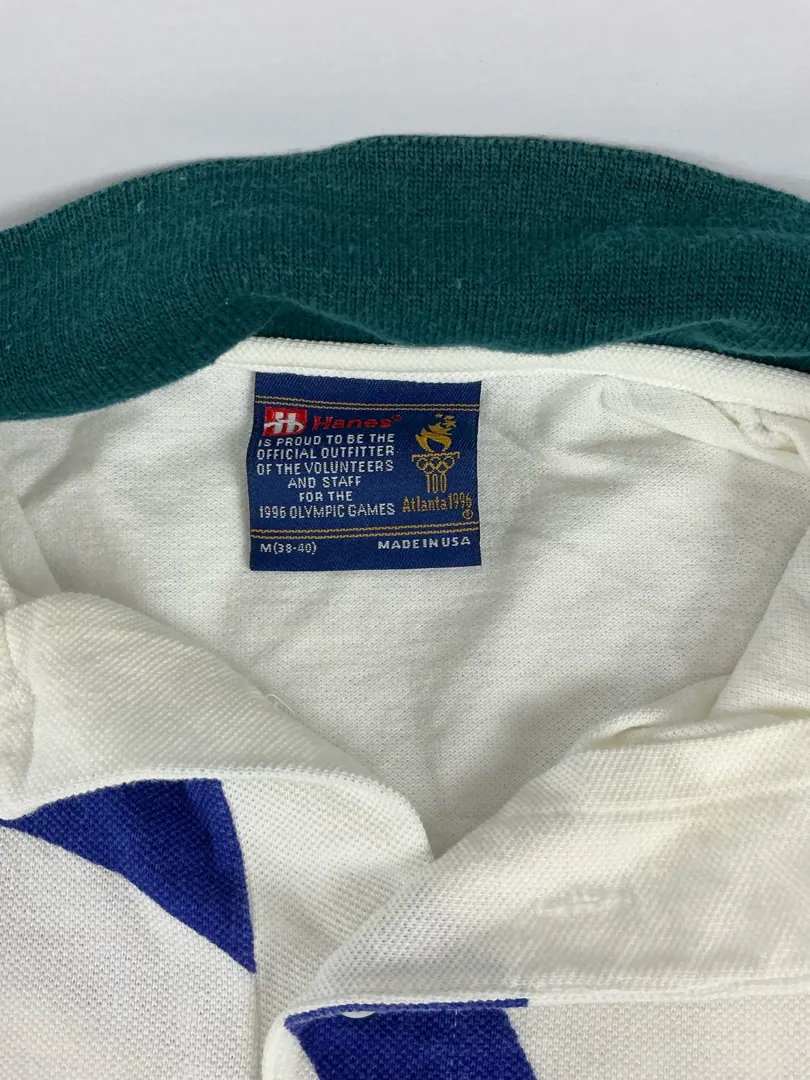 Hanes®
IS PROUD TO BE THE
OFFICIAL OUTFITTER
OF THE VOLUNTEERS
AND STAFF
FOR THE
1996 OLYMPIC GAMES
100
Atlanta 1996
M(38-40)
MADE IN USA